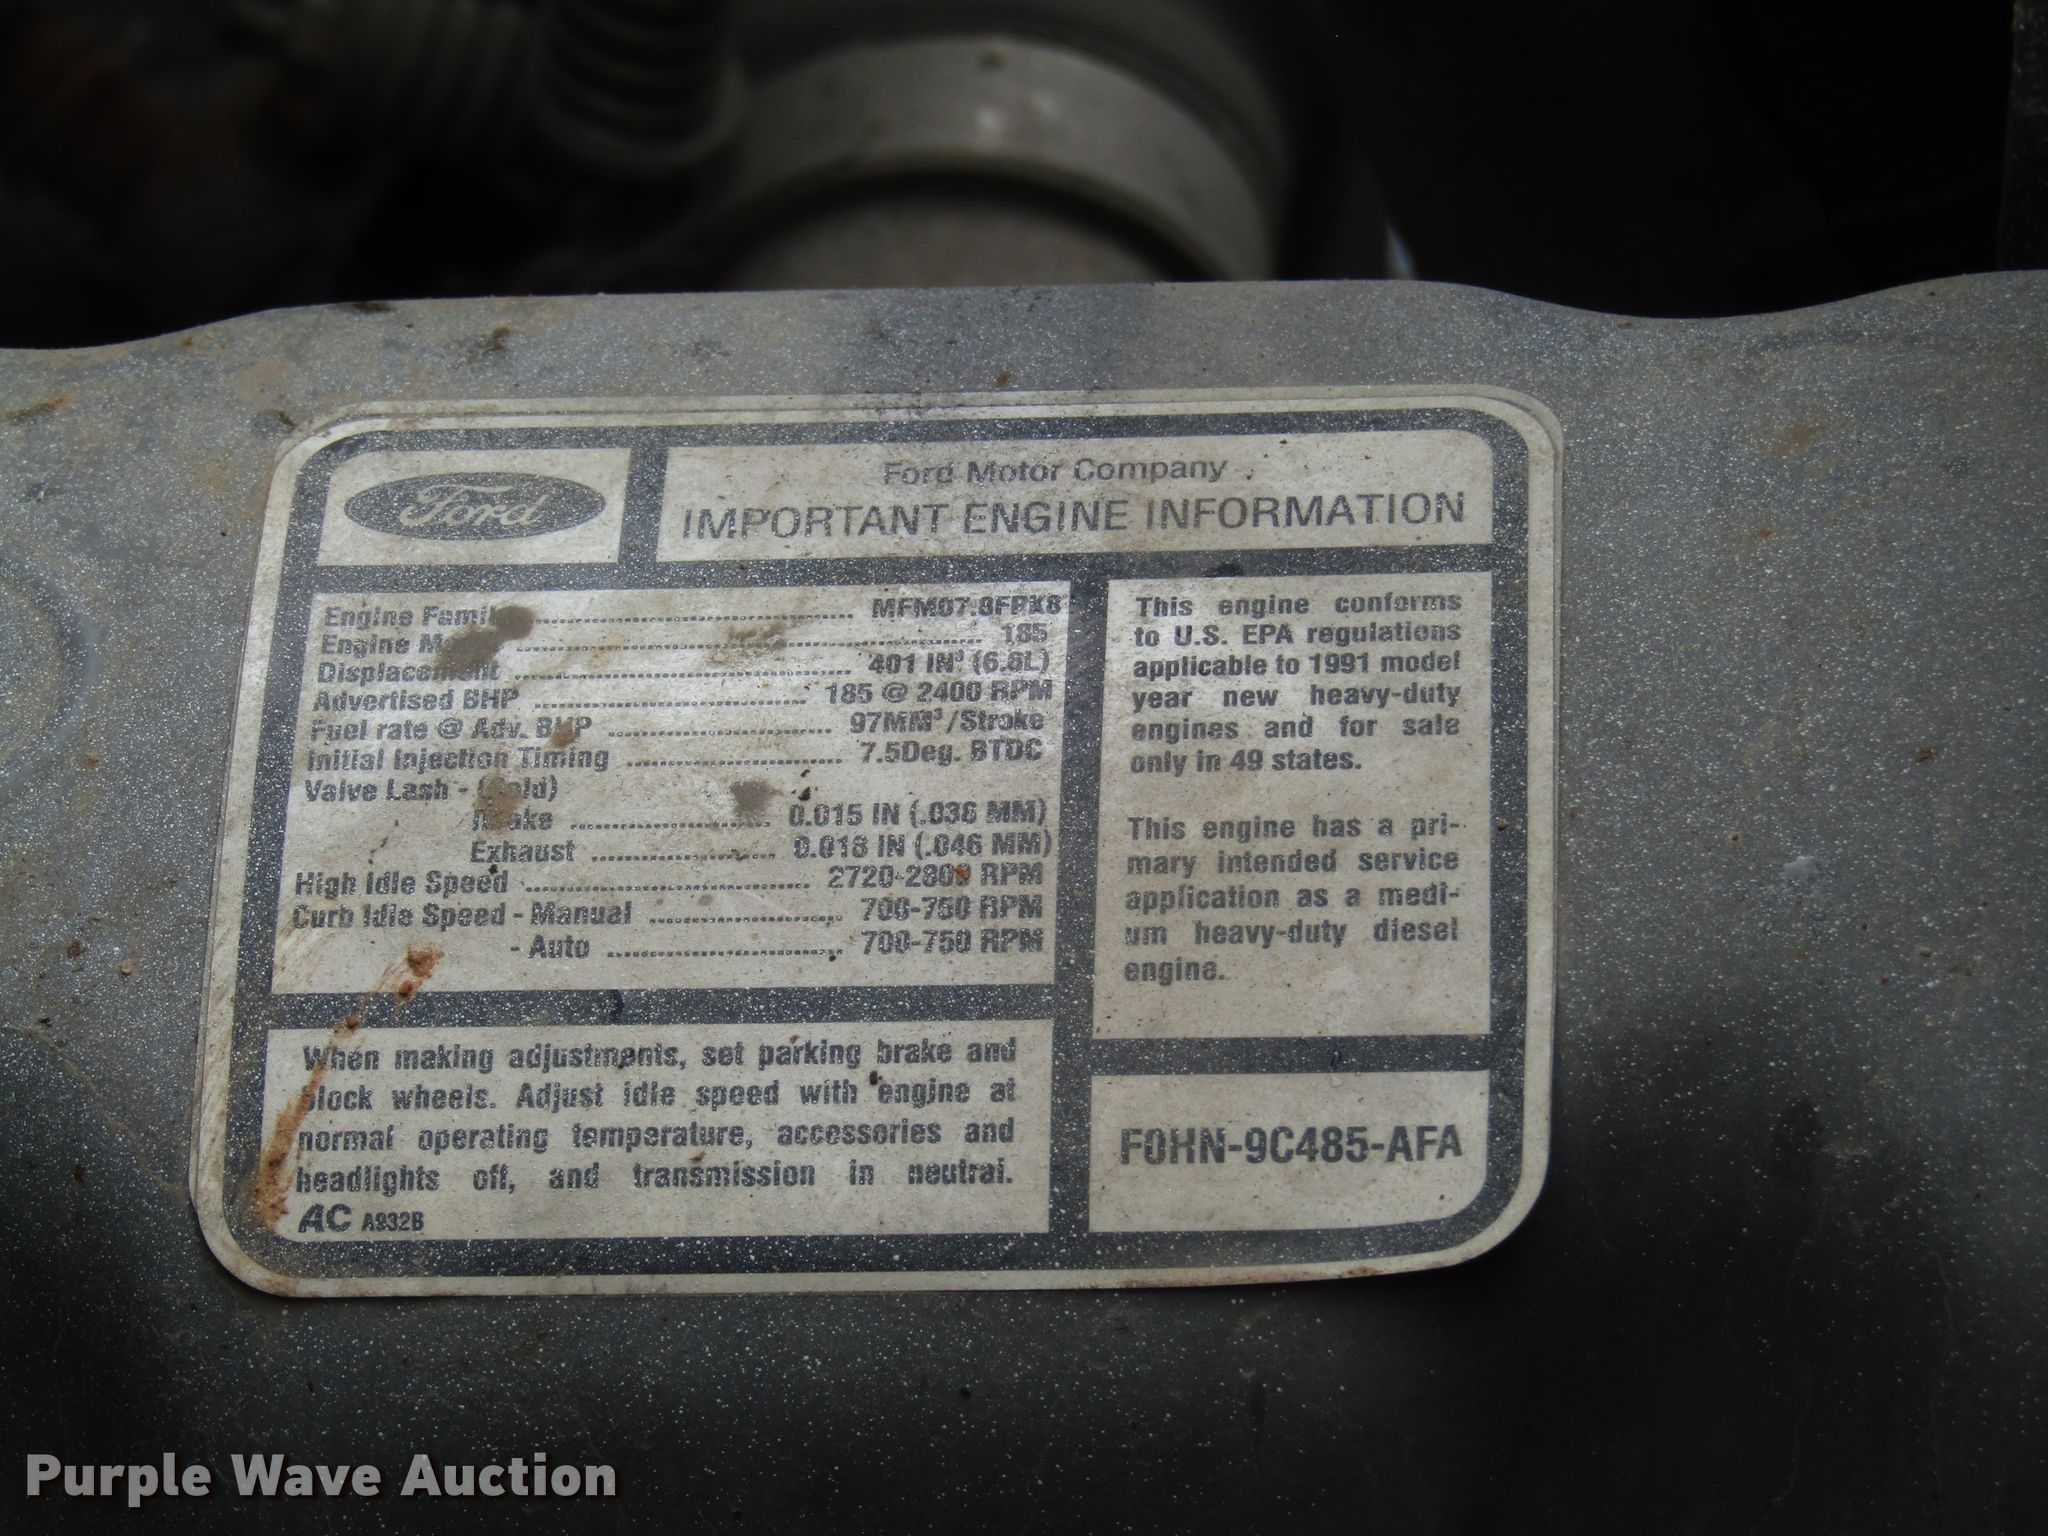 Ford
Ford Motor Company
IMPORTANT ENGINE INFORMATION
Engine Family ........ MFM07.8FPK8
Engine ........ 185
Displacement ........ 401 IN³ (6.6L)
Advertised BHP ........ 185 @ 2400 RPM
Fuel rate @ Adv. BHP ........ 97MM³/Stroke
Initial Injection Timing ........ 7.5Deg. BTDC
Valve Lash - (Cold)
Intake ........ 0.015 IN (.038 MM)
Exhaust ........ 0.018 IN (.046 MM)
High Idle Speed ........ 2720-2800 RPM
Curb Idle Speed - Manual ........ 700-750 RPM
- Auto ........ 700-750 RPM
This engine conforms
to U.S. EPA regulations
applicable to 1991 model
year new heavy-duty
engines and for sale
only in 49 states.
This engine has a pri-
mary intended service
application as a medi-
um heavy-duty diesel
engine.
When making adjustments, set parking brake and
block wheels. Adjust idle speed with engine at
normal operating temperature, accessories and
headlights off, and transmission in neutral.
AC A932B
F0HN-9C485-AFA
Purple Wave Auction